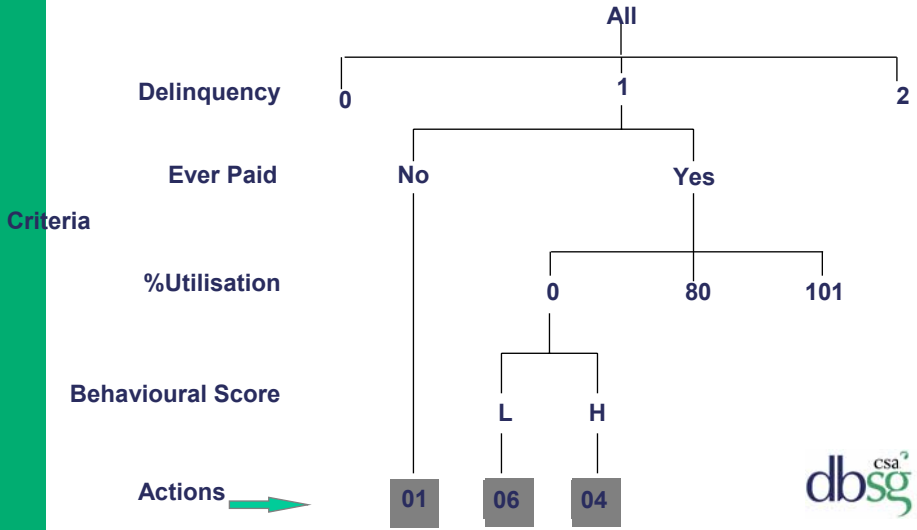 All
Delinquency 0 1 2
Ever Paid No Yes
Criteria
%Utilisation 0 80 101
Behavioural Score L H
Actions 01 06 04
dbsg csa